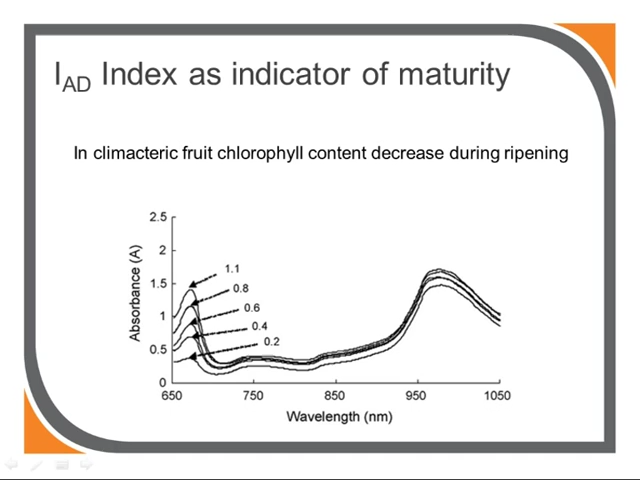 I_AD Index as indicator of maturity
In climacteric fruit chlorophyll content decrease during ripening
2.5
2
1.5
1
0.5
0
Absorbance (A)
1.1
0.8
0.6
0.4
0.2
650 750 850 950 1050
Wavelength (nm)